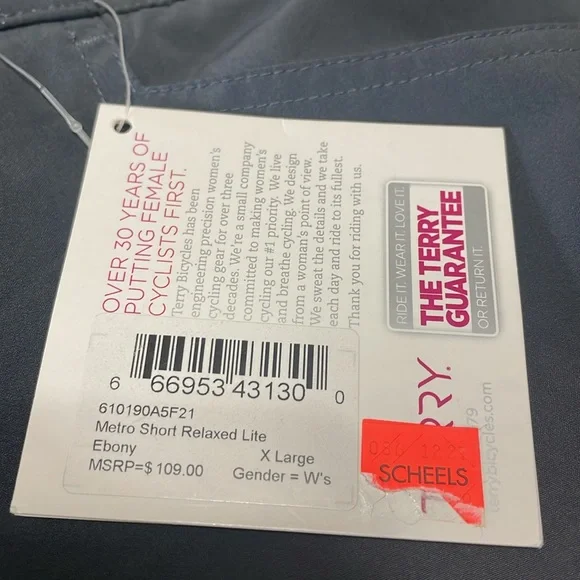 OVER 30 YEARS OF
PUTTING FEMALE
CYCLISTS FIRST.
Terry Bicycles has been
engineering precision women's
cycling gear for over three
decades. We're a small company
committed to making women's
cycling our #1 priority. We live
and breathe cycling. We design
from a woman's point of view.
We sweat the details and we take
each day and ride to its fullest.
Thank you for riding with us.
RIDE IT. WEAR IT. LOVE IT.
THE TERRY
GUARANTEE
OR RETURN IT.
RRY.
79
terrybicycles.com
6 66953 43130 0
610190A5F21
Metro Short Relaxed Lite
Ebony X Large
MSRP=$109.00 Gender = W's
SCHEELS